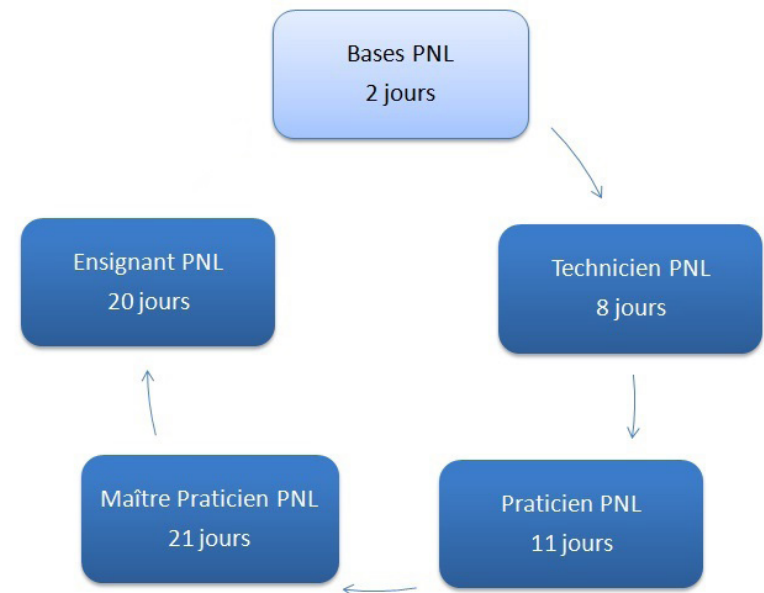 Bases PNL
2 jours
Technicien PNL
8 jours
Praticien PNL
11 jours
Maître Praticien PNL
21 jours
Ensignant PNL
20 jours